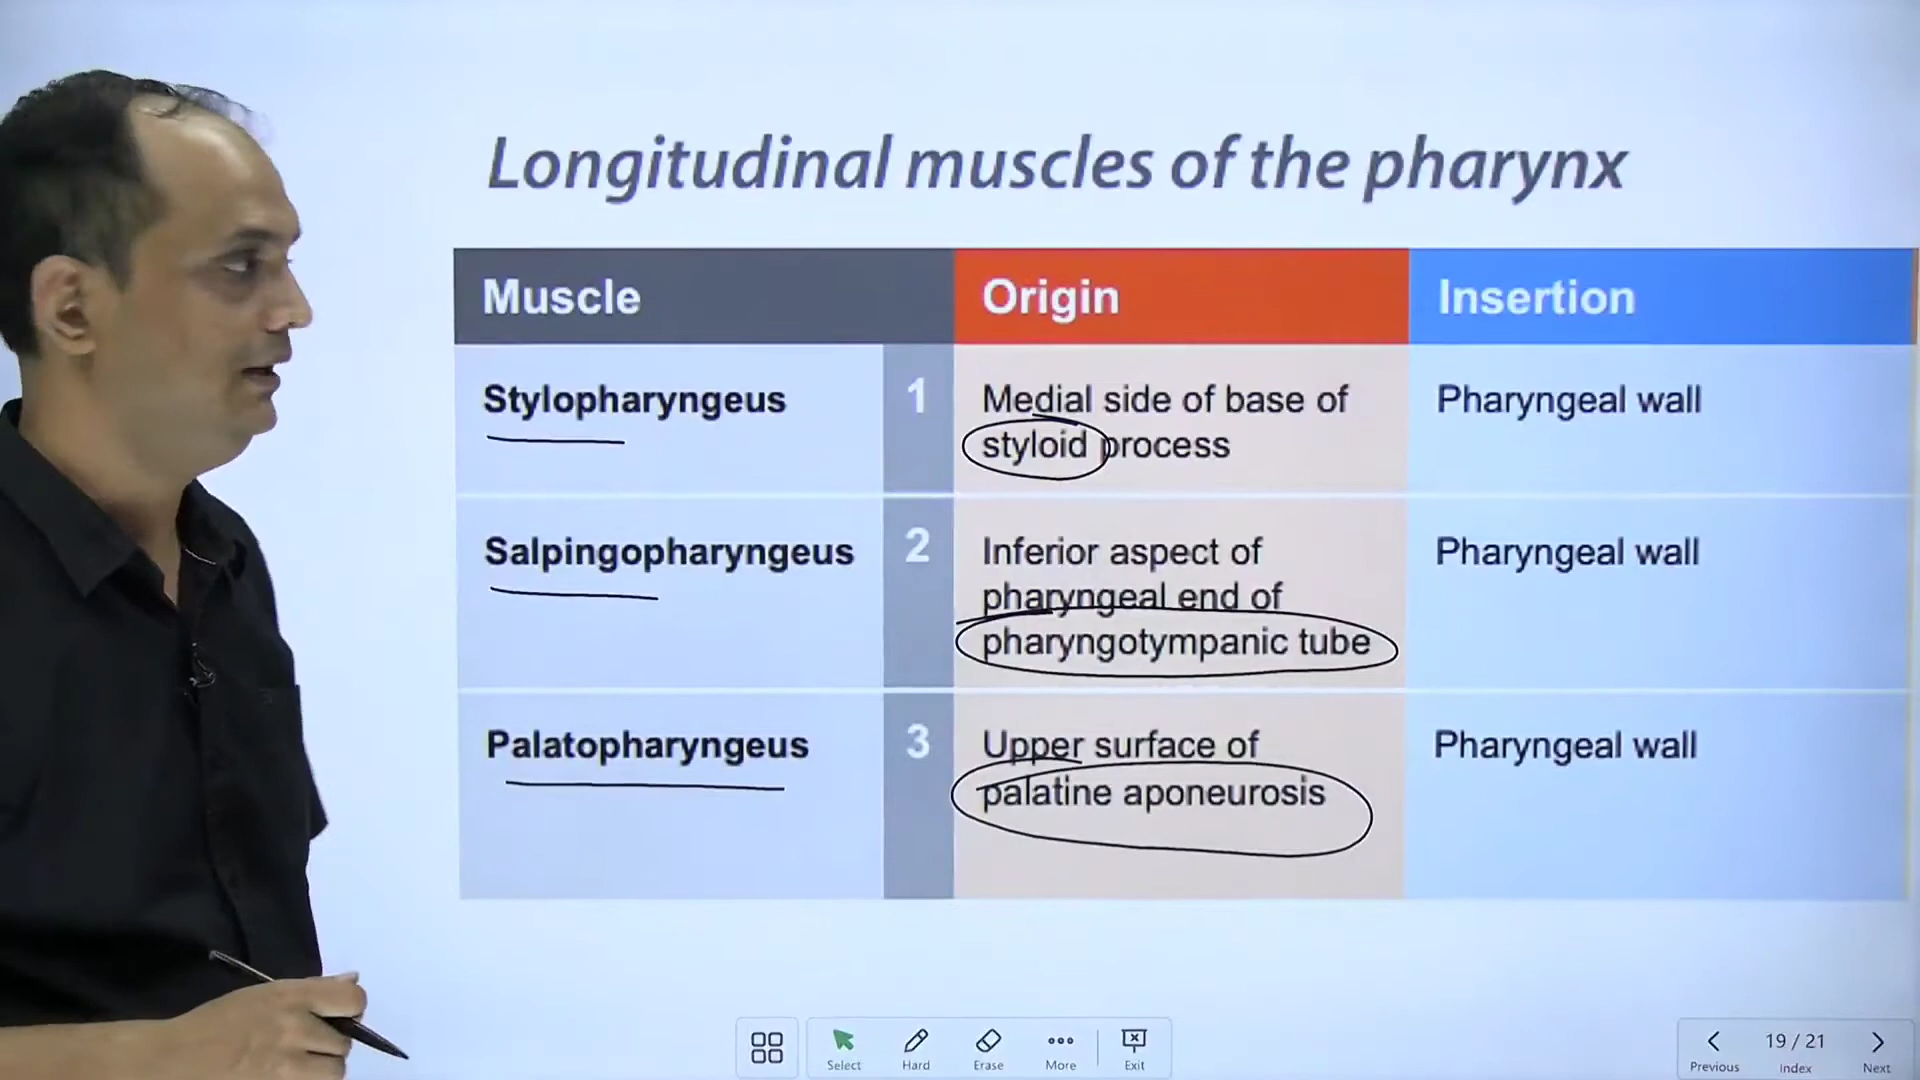 Longitudinal muscles of the pharynx
Muscle Origin Insertion
Stylopharyngeus 1 Medial side of base of Pharyngeal wall
styloid process
Salpingopharyngeus 2 Inferior aspect of Pharyngeal wall
pharyngeal end of
pharyngotympanic tube
Palatopharyngeus 3 Upper surface of Pharyngeal wall
palatine aponeurosis
Select Hard Erase More Exit
19 / 21
Previous Index Next